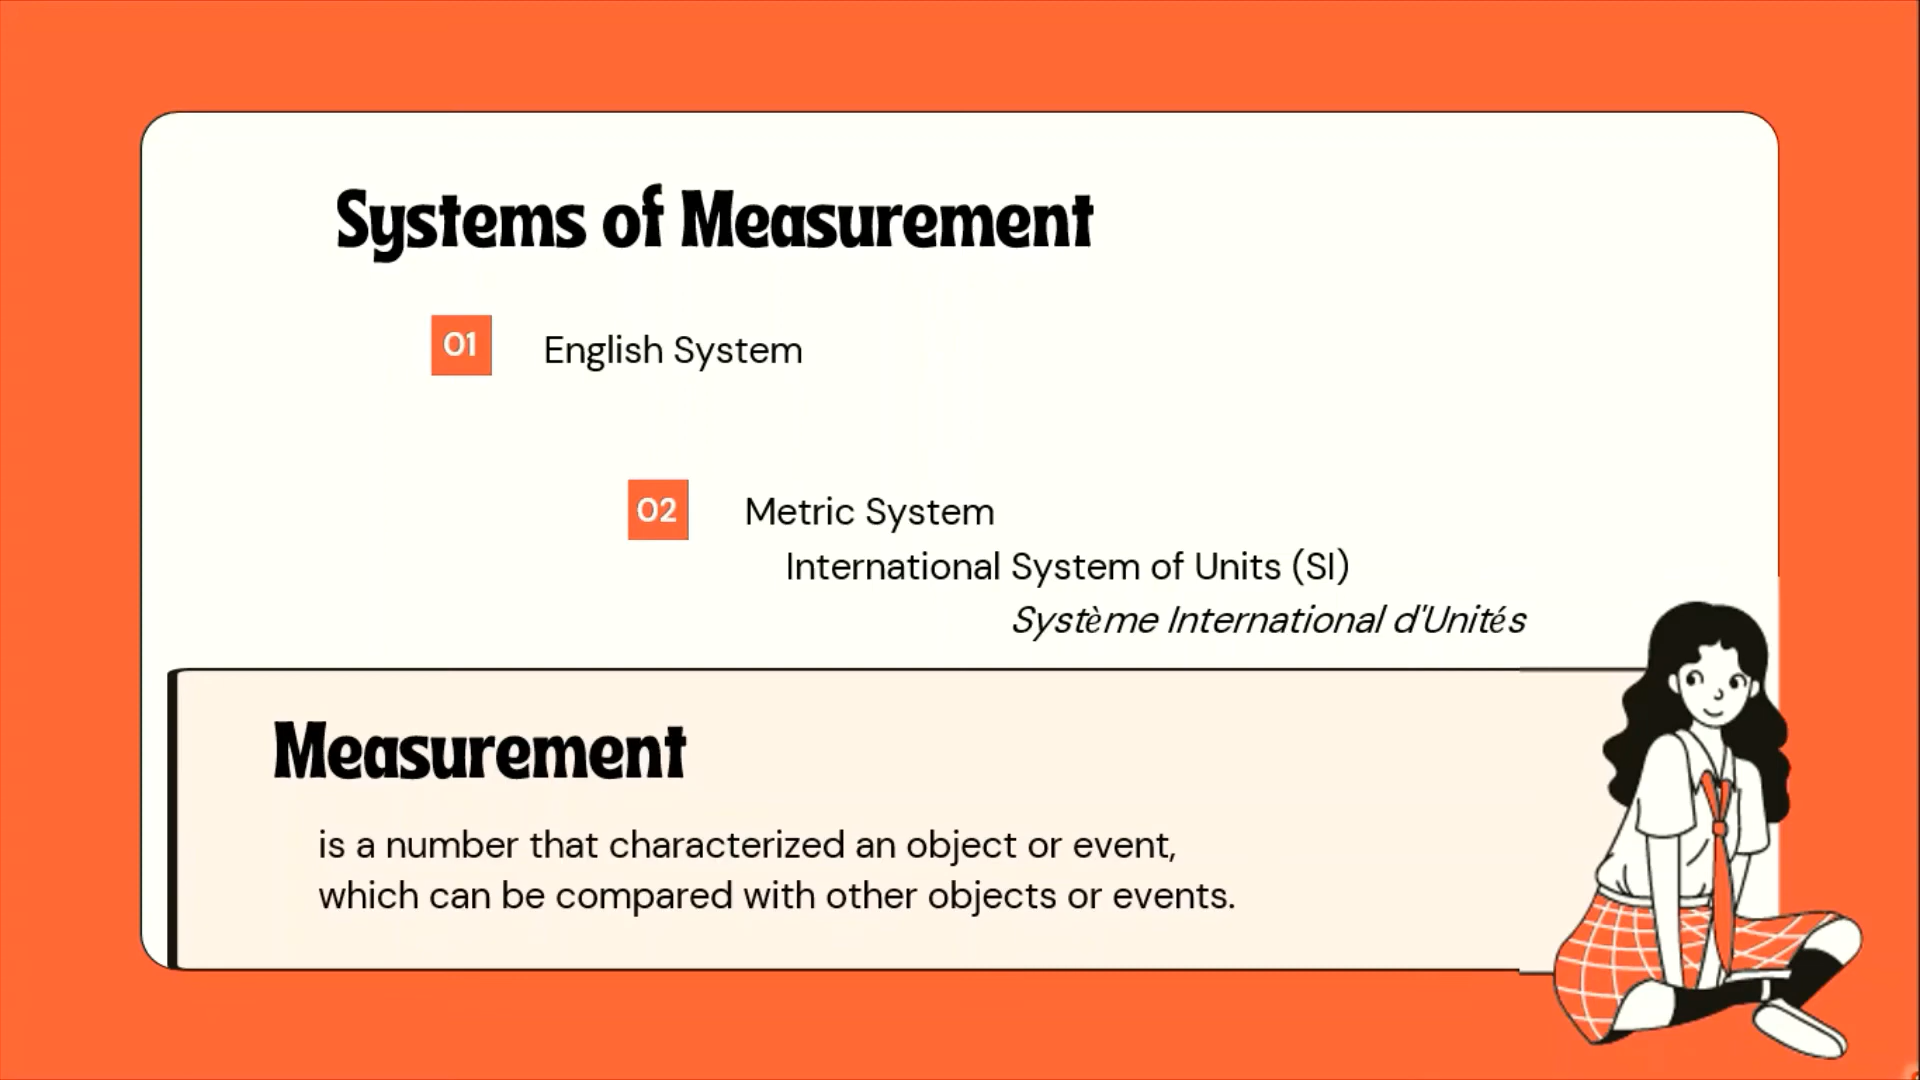 Systems of Measurement
01 English System
02 Metric System
International System of Units (SI)
Système International d'Unités
Measurement
is a number that characterized an object or event,
which can be compared with other objects or events.